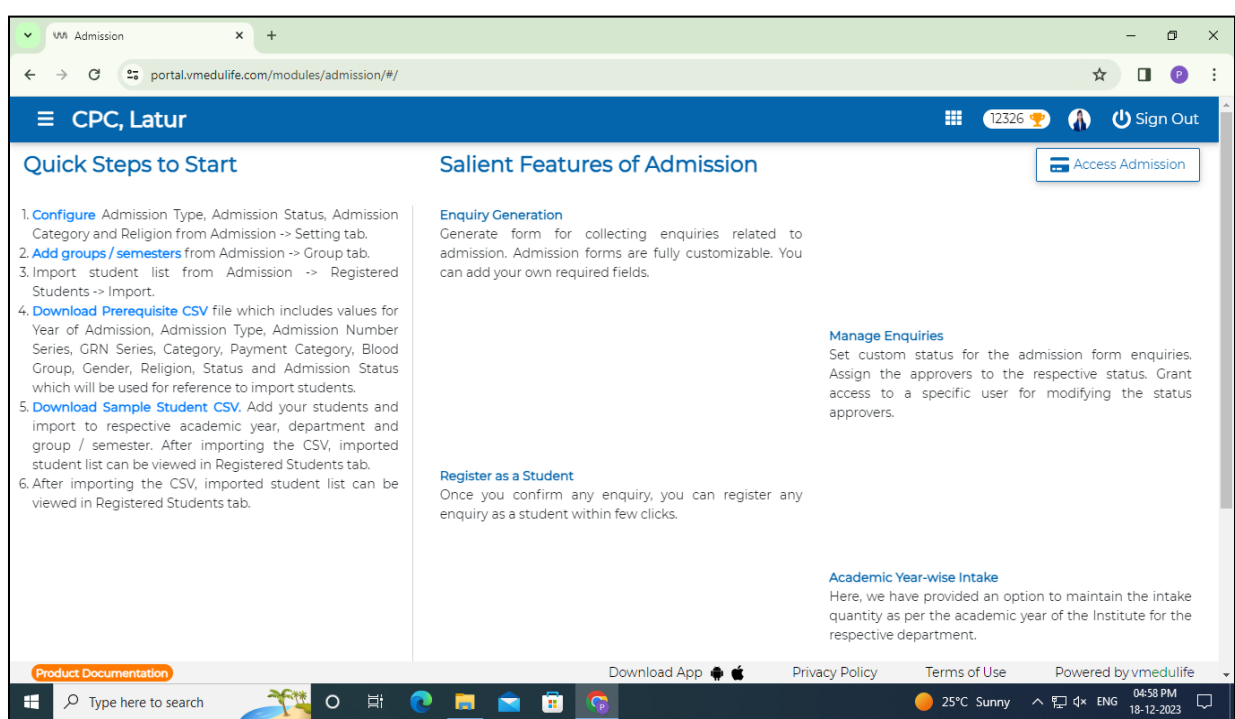 Admission
portal.vmedulife.com/modules/admission/#/
P
CPC, Latur
12326
Sign Out
Quick Steps to Start
1. Configure Admission Type, Admission Status, Admission
Category and Religion from Admission -> Setting tab.
2. Add groups / semesters from Admission -> Group tab.
3. Import student list from Admission -> Registered
Students -> Import.
4. Download Prerequisite CSV file which includes values for
Year of Admission, Admission Type, Admission Number
Series, GRN Series, Category, Payment Category, Blood
Group, Gender, Religion, Status and Admission Status
which will be used for reference to import students.
5. Download Sample Student CSV. Add your students and
import to respective academic year, department and
group / semester. After importing the CSV, imported
student list can be viewed in Registered Students tab.
6. After importing the CSV, imported student list can be
viewed in Registered Students tab.
Salient Features of Admission
Access Admission
Enquiry Generation
Generate form for collecting enquiries related to
admission. Admission forms are fully customizable. You
can add your own required fields.
Manage Enquiries
Set custom status for the admission form enquiries.
Assign the approvers to the respective status. Grant
access to a specific user for modifying the status
approvers.
Register as a Student
Once you confirm any enquiry, you can register any
enquiry as a student within few clicks.
Academic Year-wise Intake
Here, we have provided an option to maintain the intake
quantity as per the academic year of the Institute for the
respective department.
Product Documentation
Download App
Privacy Policy
Terms of Use
Powered by vmedulife
Type here to search
25°C Sunny
ENG
04:58 PM
18-12-2023